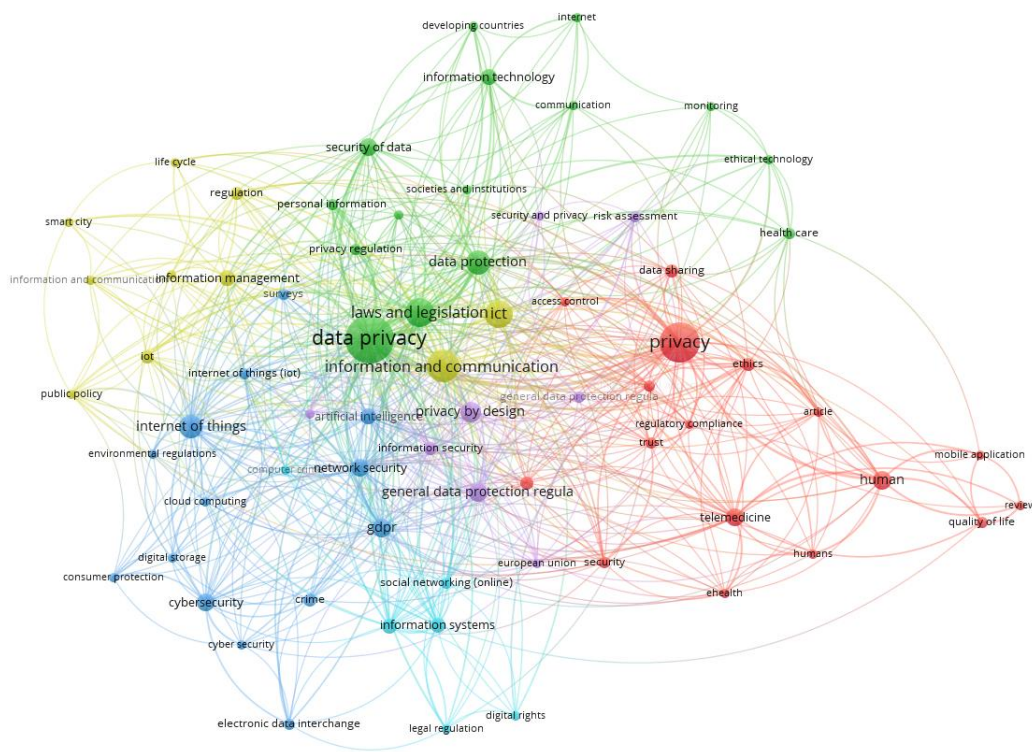 internet
developing countries
information technology
communication
monitoring
security of data
ethical technology
life cycle
regulation
societies and institutions
personal information
smart city
security and privacy
risk assessment
health care
privacy regulation
data protection
data sharing
information and communication
information management
surveys
access control
laws and legislation
ict
data privacy
privacy
iot
information and communication
ethics
internet of things (iot)
public policy
general data protection regula
artificial intelligence
privacy by design
article
internet of things
regulatory compliance
trust
information security
environmental regulations
mobile application
network security
human
general data protection regula
cloud computing
review
telemedicine
quality of life
gdpr
humans
digital storage
european union
security
consumer protection
social networking (online)
ehealth
cybersecurity
crime
information systems
cyber security
digital rights
electronic data interchange
legal regulation